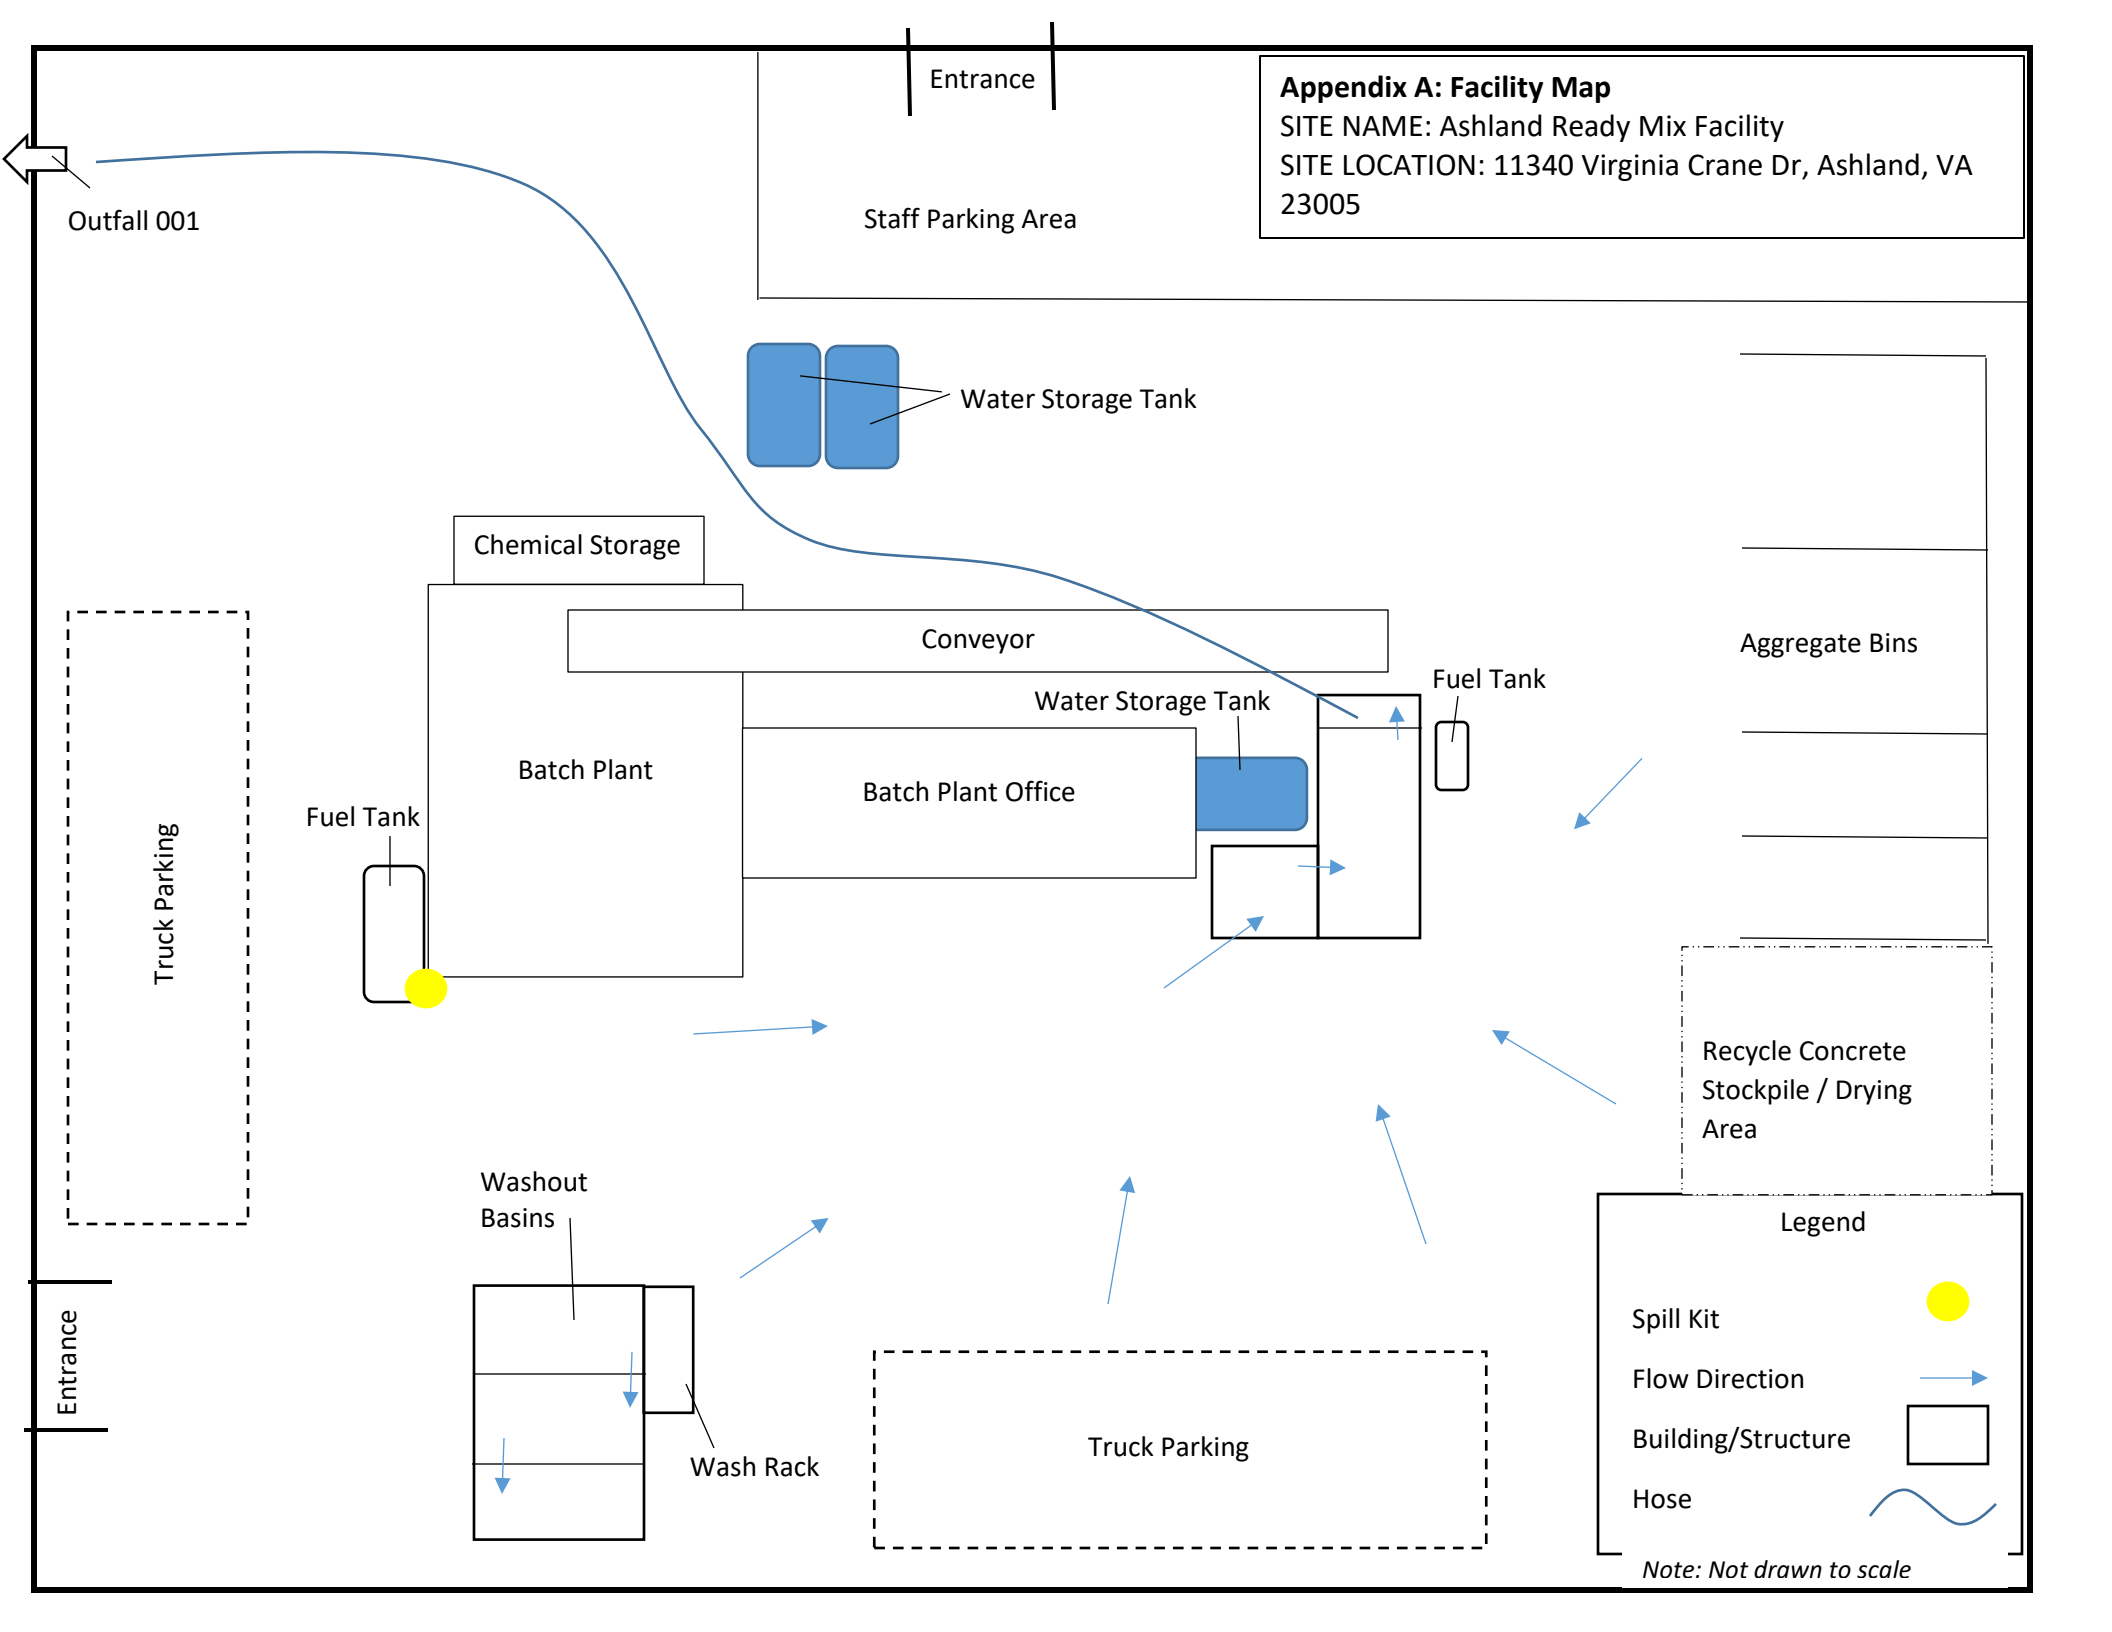 Entrance
Appendix A: Facility Map
SITE NAME: Ashland Ready Mix Facility
SITE LOCATION: 11340 Virginia Crane Dr, Ashland, VA
23005
Outfall 001
Staff Parking Area
Water Storage Tank
Chemical Storage
Conveyor
Aggregate Bins
Fuel Tank
Water Storage Tank
Batch Plant
Batch Plant Office
Fuel Tank
Truck Parking
Recycle Concrete
Stockpile / Drying
Area
Washout
Basins
Entrance
Wash Rack
Truck Parking
Legend
Spill Kit
Flow Direction
Building/Structure
Hose
Note: Not drawn to scale